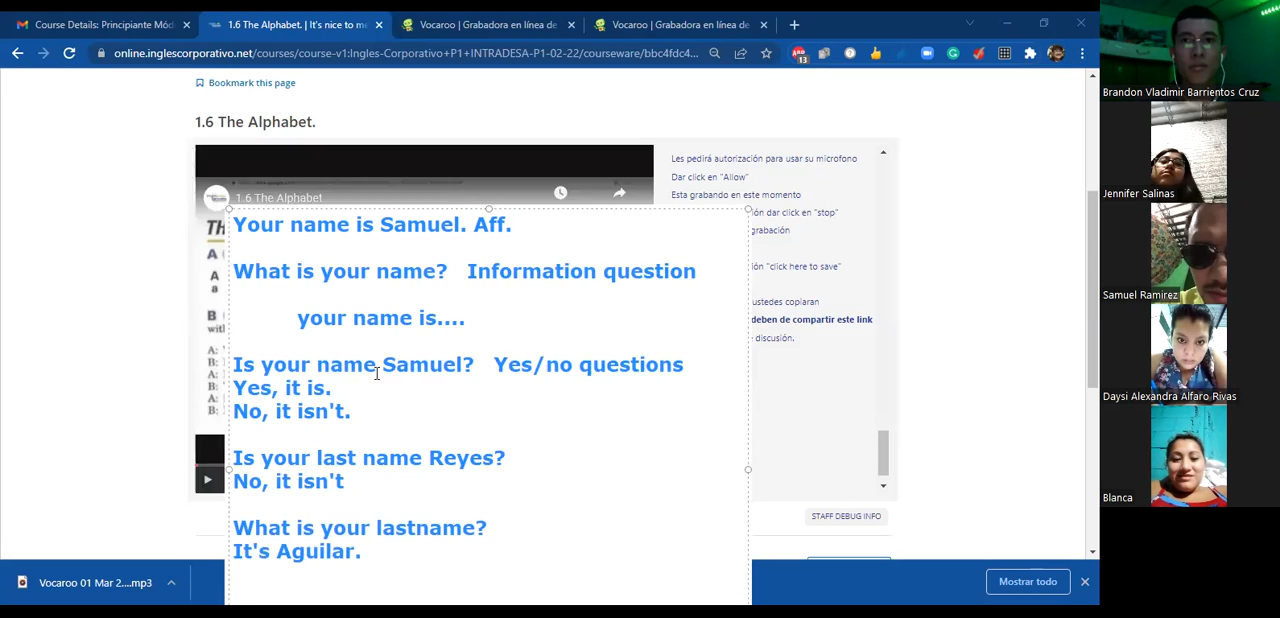 Course Details: Principiante Mód
1.6 The Alphabet. | It's nice to me
Vocaroo | Grabadora en línea de
Vocaroo | Grabadora en línea de
online.inglescorporativo.net/courses/course-v1:Ingles-Corporativo+P1+INTRADESA-P1-02-22/courseware/bbc4fdc4...
13
Bookmark this page
1.6 The Alphabet.
1.6 The Alphabet
Les pedirá autorización para usar su microfono
Dar click en "Allow"
Esta grabando en este momento
ón dar click en "stop"
grabación
ión "click here to save"
ustedes copiaran
deben de compartir este link
discusión.
TH
A
A
a
B
wit
A:
A:
B:
A:
B:
Your name is Samuel. Aff.
What is your name? Information question
your name is....
Is your name Samuel? Yes/no questions
Yes, it is.
No, it isn't.
Is your last name Reyes?
No, it isn't
What is your lastname?
It's Aguilar.
STAFF DEBUG INFO
Vocaroo 01 Mar 2....mp3
Mostrar todo
Brandon Vladimir Barrientos Cruz
Jennifer Salinas
Samuel Ramirez
Daysi Alexandra Alfaro Rivas
Blanca